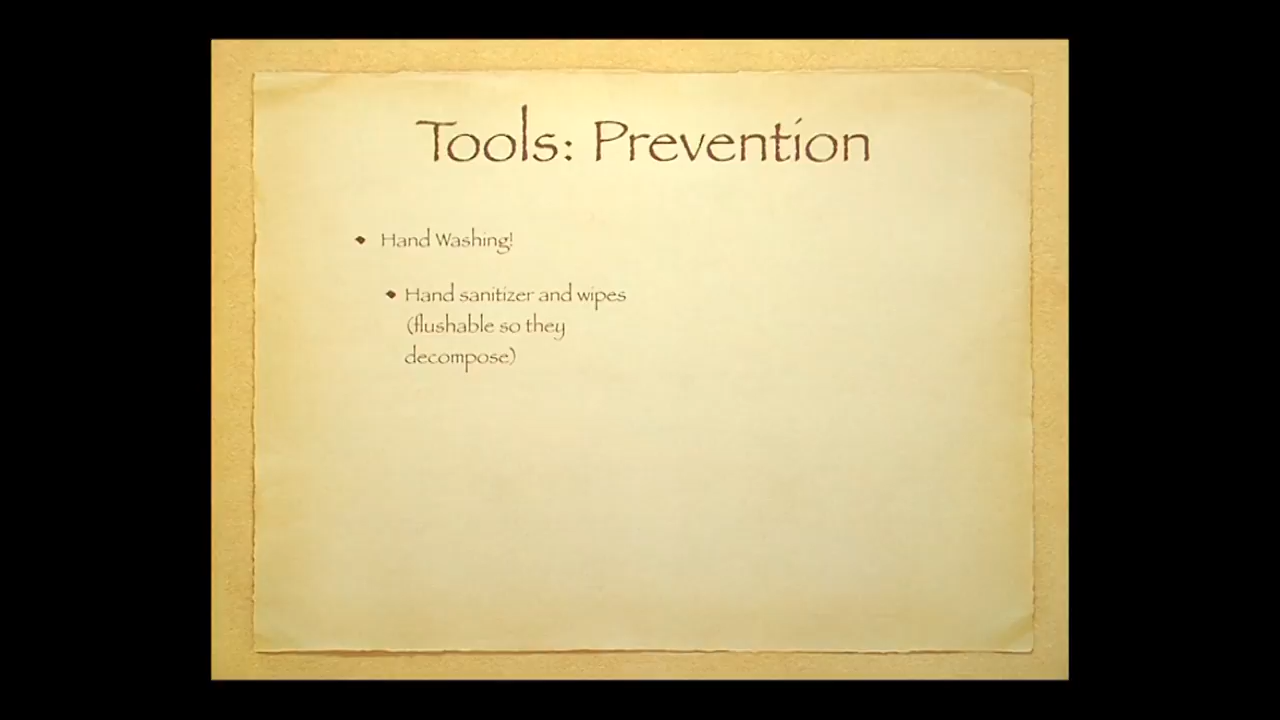 Tools: Prevention
Hand Washing!
Hand sanitizer and wipes
(flushable so they
decompose)